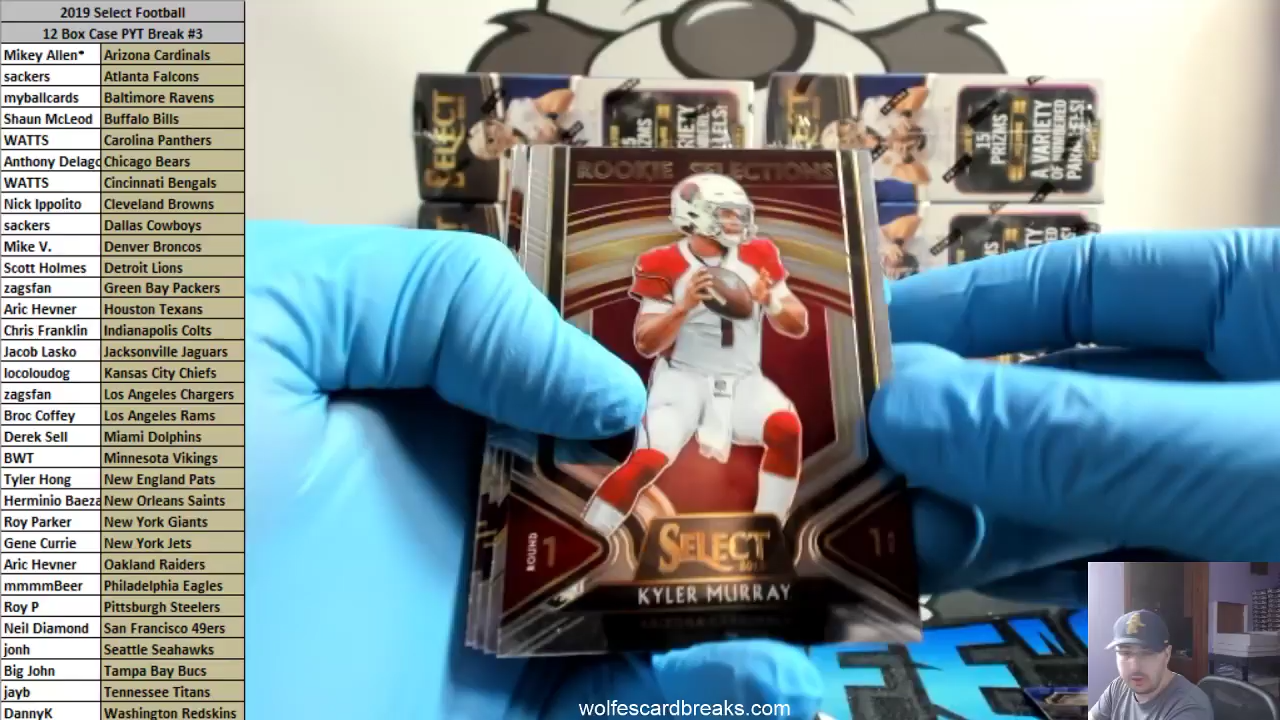 2019 Select Football
12 Box Case PYT Break #3
Mikey Allen* Arizona Cardinals
sackers Atlanta Falcons
myballcards Baltimore Ravens
Shaun McLeod Buffalo Bills
WATTS Carolina Panthers
Anthony Delagc Chicago Bears
WATTS Cincinnati Bengals
Nick Ippolito Cleveland Browns
sackers Dallas Cowboys
Mike V. Denver Broncos
Scott Holmes Detroit Lions
zagsfan Green Bay Packers
Aric Hevner Houston Texans
Chris Franklin Indianapolis Colts
Jacob Lasko Jacksonville Jaguars
locoloudog Kansas City Chiefs
zagsfan Los Angeles Chargers
Broc Coffey Los Angeles Rams
Derek Sell Miami Dolphins
BWT Minnesota Vikings
Tyler Hong New England Pats
Herminio Baeza New Orleans Saints
Roy Parker New York Giants
Gene Currie New York Jets
Aric Hevner Oakland Raiders
mmmmBeer Philadelphia Eagles
Roy P Pittsburgh Steelers
Neil Diamond San Francisco 49ers
jonh Seattle Seahawks
Big John Tampa Bay Bucs
jayb Tennessee Titans
DannyK Washington Redskins
SELECT
SELECT
15 PRIZMS
A VARIETY
OF NUMBERED
PARALLELS!
ROOKIE SELECTIONS
1
ROUND 1
SELECT
2019
KYLER MURRAY
ARIZONA CARDINALS
wolfescardbreaks.com